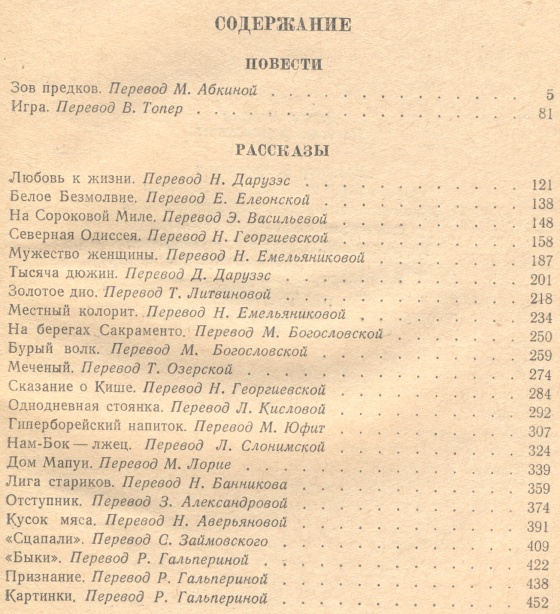 СОДЕРЖАНИЕ
ПОВЕСТИ
Зов предков. Перевод М. Абкиной . . . . . . . . . . 5
Игра. Перевод В. Топер . . . . . . . . . . 81
РАССКАЗЫ
Любовь к жизни. Перевод Н. Дарузэс . . . . . . . . . . 121
Белое Безмолвие. Перевод Е. Елеонской . . . . . . . . . . 138
На Сороковой Миле. Перевод Э. Васильевой . . . . . . . . . . 148
Северная Одиссея. Перевод Н. Георгиевской . . . . . . . . . . 158
Мужество женщины. Перевод Н. Емельяниковой . . . . . . . . . . 187
Тысяча дюжин. Перевод Д. Дарузэс . . . . . . . . . . 201
Золотое дно. Перевод Т. Литвиновой . . . . . . . . . . 218
Местный колорит. Перевод Н. Емельяниковой . . . . . . . . . . 234
На берегах Сакраменто. Перевод М. Богословской . . . . . . . . . . 250
Бурый волк. Перевод М. Богословской . . . . . . . . . . 259
Меченый. Перевод Т. Озерской . . . . . . . . . . 274
Сказание о Кише. Перевод Н. Георгиевской . . . . . . . . . . 284
Однодневная стоянка. Перевод Л. Кисловой . . . . . . . . . . 292
Гиперборейский напиток. Перевод М. Юфит . . . . . . . . . . 307
Нам-Бок — лжец. Перевод Л. Слонимской . . . . . . . . . . 324
Дом Мапуи. Перевод М. Лорие . . . . . . . . . . 339
Лига стариков. Перевод Н. Банникова . . . . . . . . . . 359
Отступник. Перевод З. Александровой . . . . . . . . . . 374
Кусок мяса. Перевод Н. Аверьяновой . . . . . . . . . . 391
«Сцапали». Перевод С. Займовского . . . . . . . . . . 409
«Быки». Перевод Р. Гальпериной . . . . . . . . . . 422
Признание. Перевод Р. Гальпериной . . . . . . . . . . 438
Картинки. Перевод Р. Гальпериной . . . . . . . . . . 452